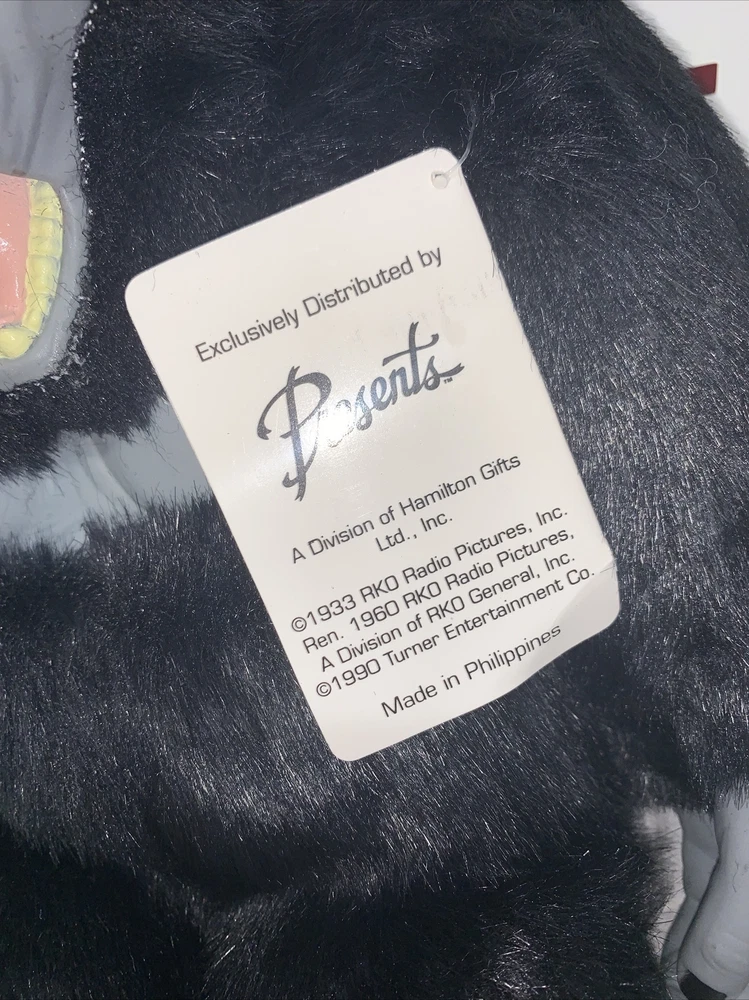 Exclusively Distributed by
Presents™
A Division of Hamilton Gifts
Ltd., Inc.
©1933 RKO Radio Pictures, Inc.
Ren. 1960 RKO Radio Pictures,
A Division of RKO General, Inc.
©1990 Turner Entertainment Co.
Made in Philippines